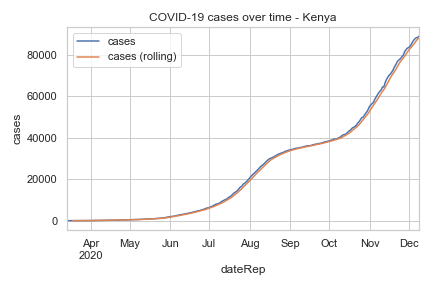 COVID-19 cases over time - Kenya
cases
cases (rolling)
80000
60000
40000
20000
0
cases
Apr May Jun Jul Aug Sep Oct Nov Dec
2020
dateRep